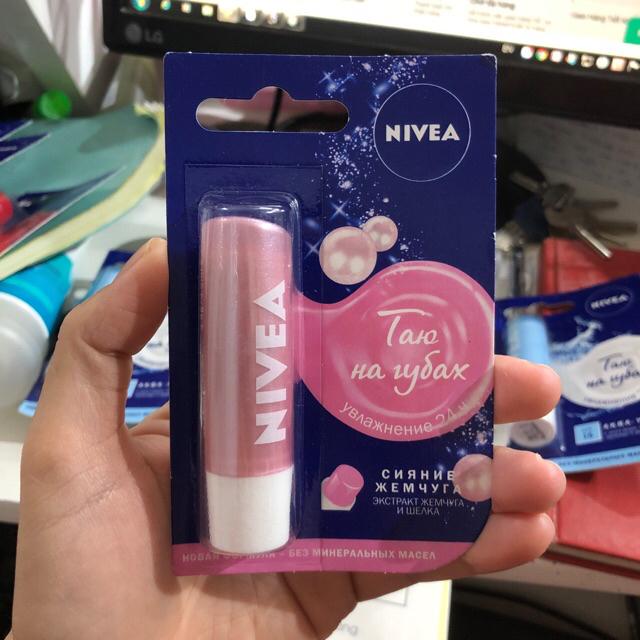 LG
NIVEA
NIVEA
Таю
на губах
увлажнение 24 ч
СИЯНИЕ
ЖЕМЧУГА
ЭКСТРАКТ ЖЕМЧУГА
И ШЕЛКА
НОВАЯ ФОРМУЛА - БЕЗ МИНЕРАЛЬНЫХ МАСЕЛ
NIVEA
Таю
на губах